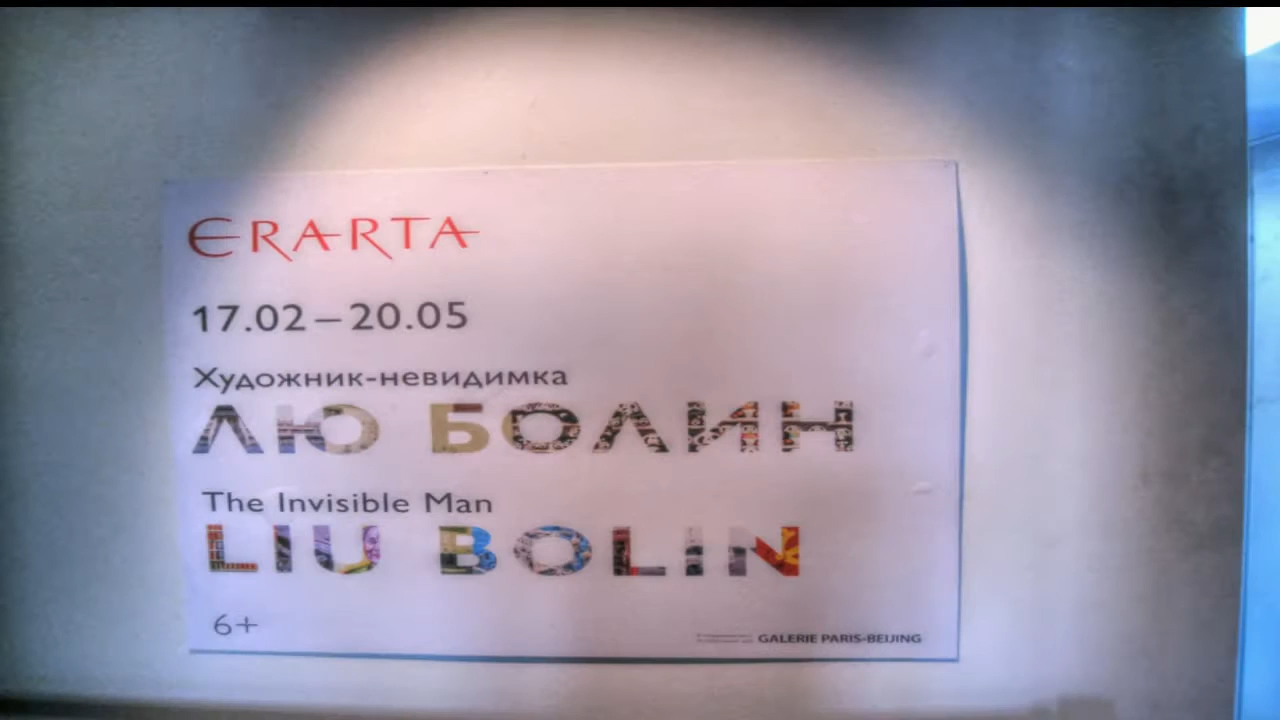 ERARTA
17.02–20.05
Художник-невидимка
ЛЮ БОЛИН
The Invisible Man
LIU BOLIN
6+
GALERIE PARIS-BEIJING